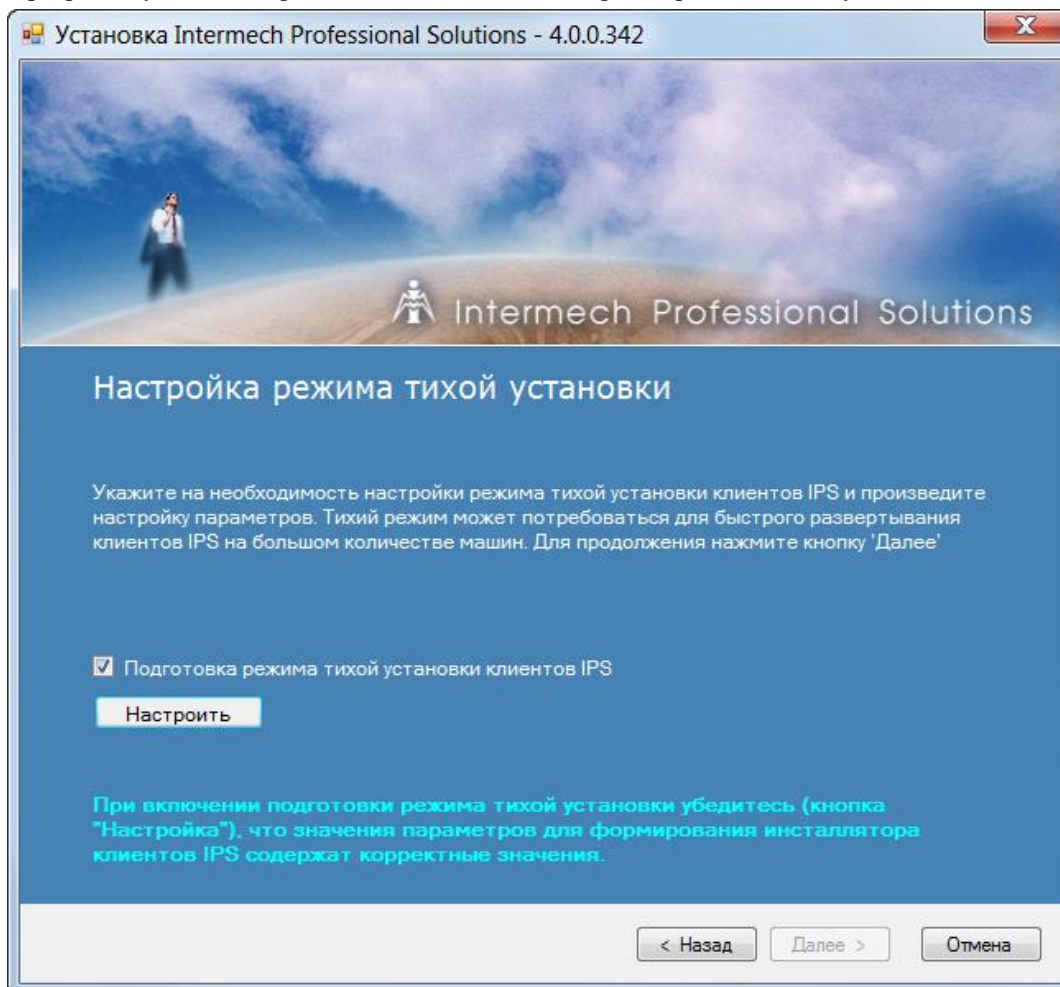 Установка Intermech Professional Solutions - 4.0.0.342
Intermech Professional Solutions
Настройка режима тихой установки
Укажите на необходимость настройки режима тихой установки клиентов IPS и произведите
настройку параметров. Тихий режим может потребоваться для быстрого развертывания
клиентов IPS на большом количестве машин. Для продолжения нажмите кнопку 'Далее'
Подготовка режима тихой установки клиентов IPS
Настроить
При включении подготовки режима тихой установки убедитесь (кнопка
"Настройка"), что значения параметров для формирования инсталлятора
клиентов IPS содержат корректные значения.
< Назад Далее > Отмена